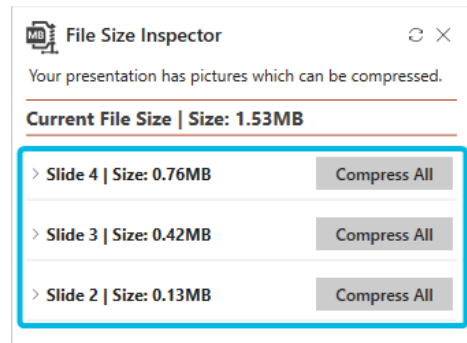 MB File Size Inspector
Your presentation has pictures which can be compressed.
Current File Size | Size: 1.53MB
Slide 4 | Size: 0.76MB Compress All
Slide 3 | Size: 0.42MB Compress All
Slide 2 | Size: 0.13MB Compress All